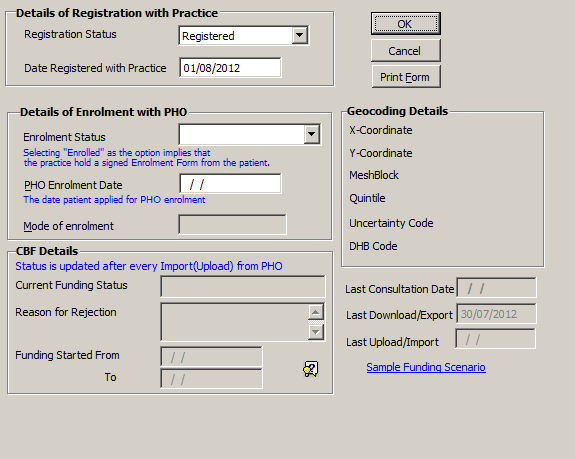 Details of Registration with Practice
Registration Status
Registered
Date Registered with Practice
01/08/2012
OK
Cancel
Print Form
Details of Enrolment with PHO
Enrolment Status
Selecting "Enrolled" as the option implies that
the practice hold a signed Enrolment Form from the patient.
PHO Enrolment Date
/ /
The date patient applied for PHO enrolment
Mode of enrolment
Geocoding Details
X-Coordinate
Y-Coordinate
MeshBlock
Quintile
Uncertainty Code
DHB Code
CBF Details
Status is updated after every Import(Upload) from PHO
Current Funding Status
Reason for Rejection
Funding Started From
/ /
To
/ /
?
Last Consultation Date
/ /
Last Download/Export
30/07/2012
Last Upload/Import
/ /
Sample Funding Scenario